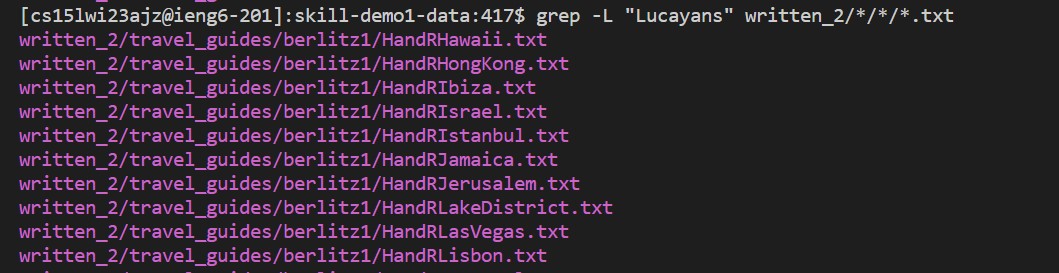 [cs15lwi23ajz@ieng6-201]:skill-demo1-data:417$ grep -L "Lucayans" written_2/*/*/*.txt
written_2/travel_guides/berlitz1/HandRHawaii.txt
written_2/travel_guides/berlitz1/HandRHongKong.txt
written_2/travel_guides/berlitz1/HandRIbiza.txt
written_2/travel_guides/berlitz1/HandRIsrael.txt
written_2/travel_guides/berlitz1/HandRIstanbul.txt
written_2/travel_guides/berlitz1/HandRJamaica.txt
written_2/travel_guides/berlitz1/HandRJerusalem.txt
written_2/travel_guides/berlitz1/HandRLakeDistrict.txt
written_2/travel_guides/berlitz1/HandRLasVegas.txt
written_2/travel_guides/berlitz1/HandRLisbon.txt